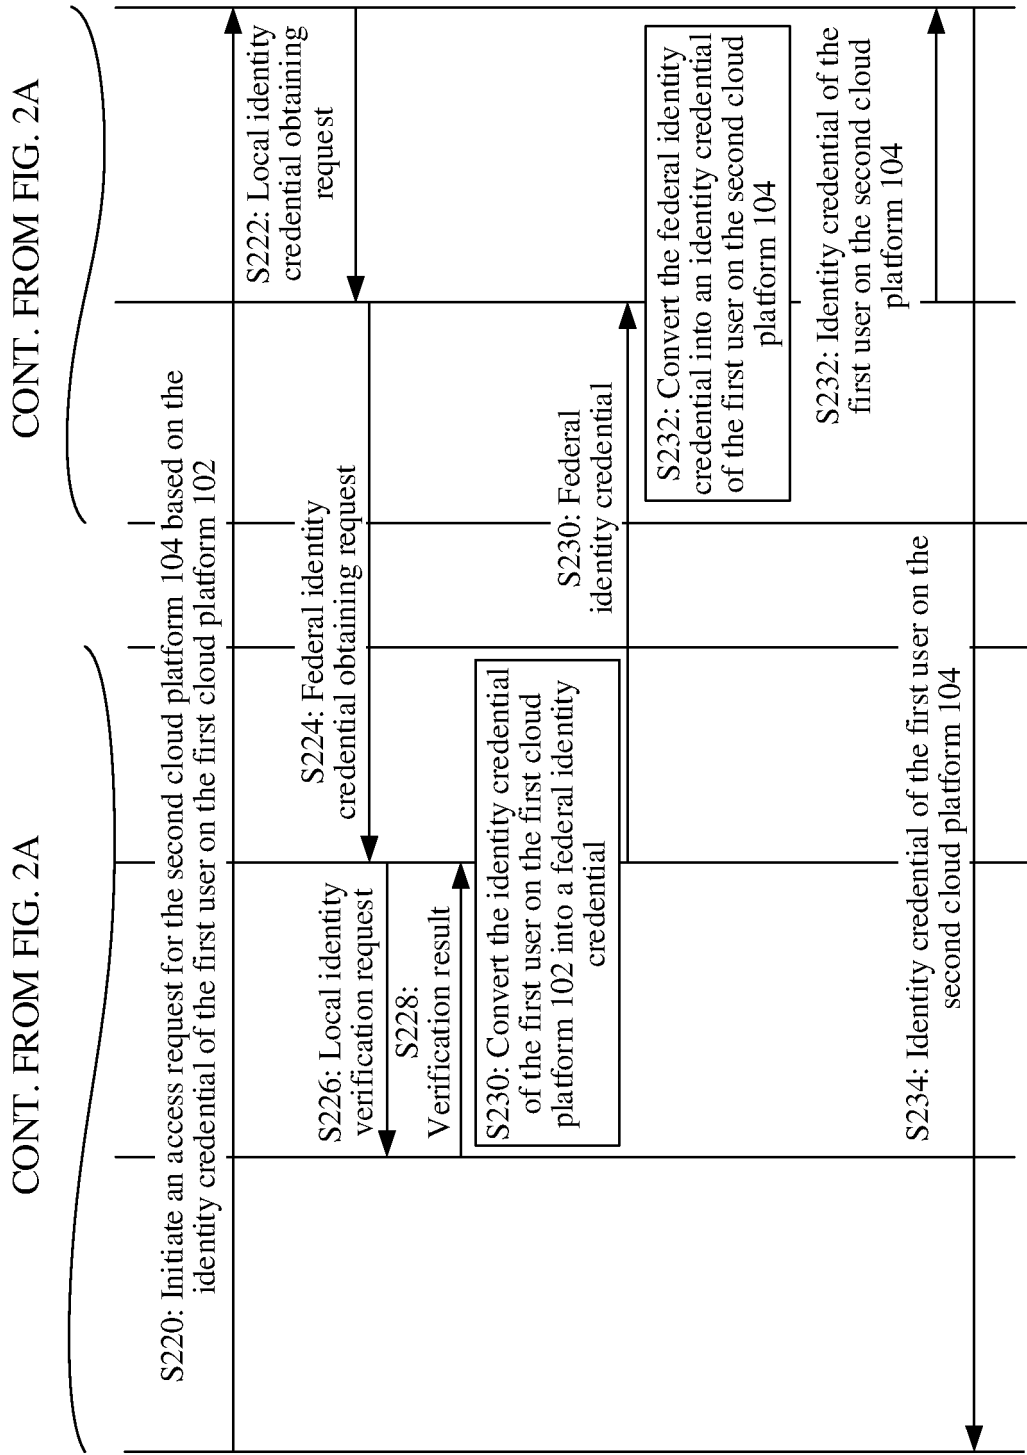 CONT. FROM FIG. 2A
CONT. FROM FIG. 2A
S220: Initiate an access request for the second cloud platform 104 based on the
identity credential of the first user on the first cloud platform 102
S222: Local identity
credential obtaining
request
S224: Federal identity
credential obtaining request
S226: Local identity
verification request
S228:
Verification result
S230: Convert the identity credential
of the first user on the first cloud
platform 102 into a federal identity
credential
S230: Federal
identity credential
S232: Convert the federal identity
credential into an identity credential
of the first user on the second cloud
platform 104
S232: Identity credential of the
first user on the second cloud
platform 104
S234: Identity credential of the first user on the
second cloud platform 104